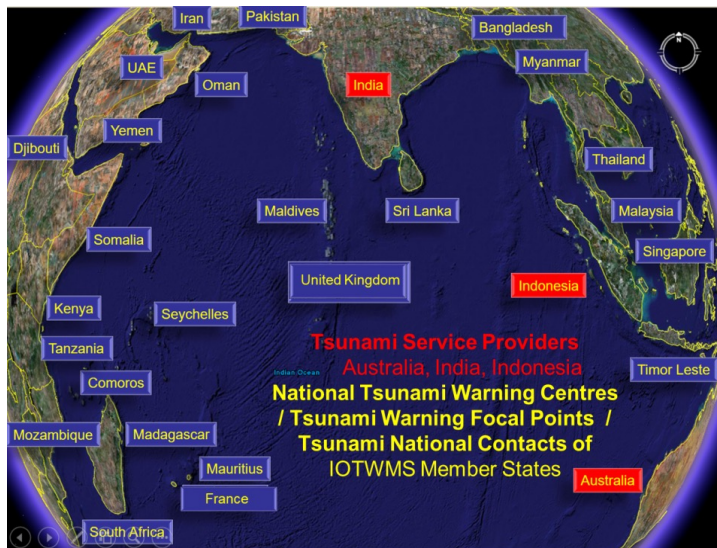 Iran
Pakistan
Bangladesh
N
UAE
Oman
India
Myanmar
Yemen
Djibouti
Thailand
Maldives
Sri Lanka
Malaysia
Somalia
Singapore
United Kingdom
Indonesia
Kenya
Seychelles
Tanzania
Tsunami Service Providers
Australia, India, Indonesia
Indian Ocean
Timor Leste
Comoros
National Tsunami Warning Centres
/ Tsunami Warning Focal Points /
Tsunami National Contacts of
IOTWMS Member States
Mozambique
Madagascar
Mauritius
Australia
France
South Africa